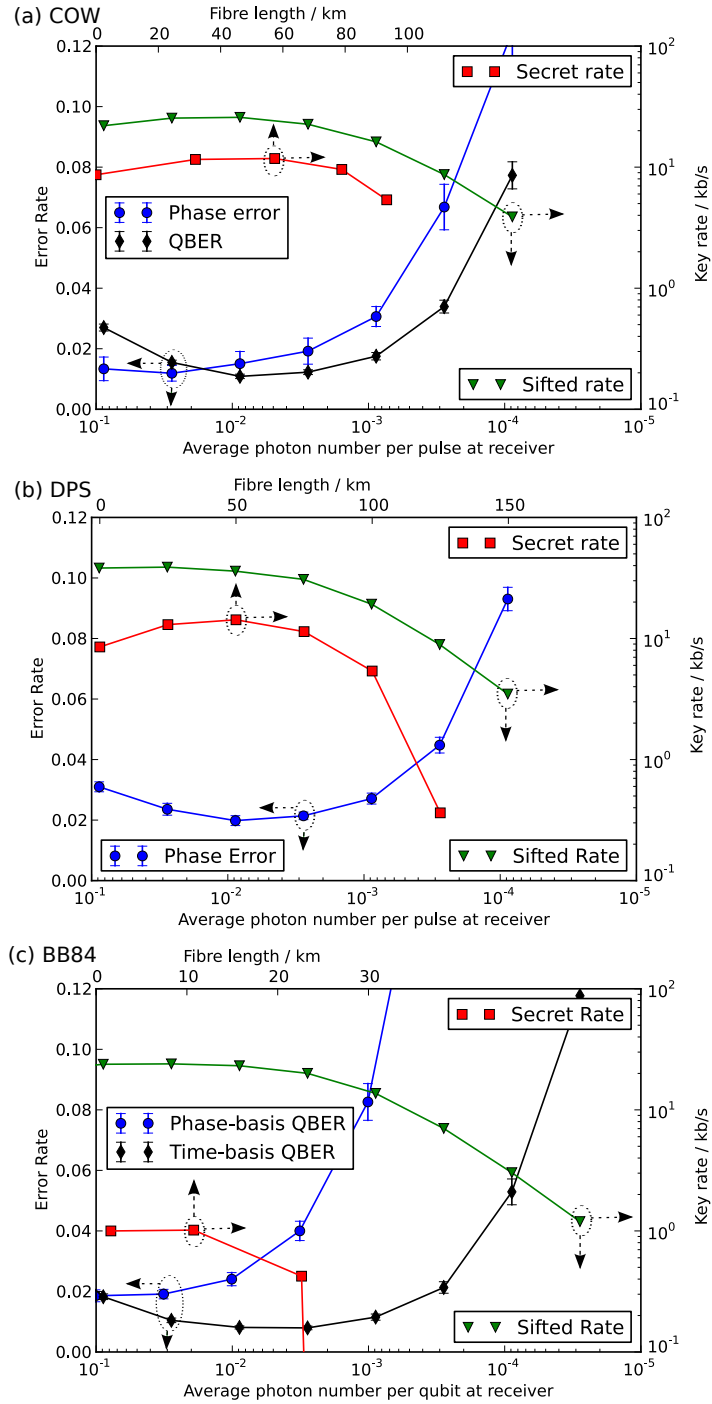 (a) COW
Fibre length / km
0 20 40 60 80 100
0.12
0.10
0.08
0.06
0.04
0.02
0.00
Error Rate
10^2
10^1
10^0
10^-1
Key rate / kb/s
Secret rate
Phase error
QBER
Sifted rate
10^-1 10^-2 10^-3 10^-4 10^-5
Average photon number per pulse at receiver
(b) DPS
Fibre length / km
0 50 100 150
0.12
0.10
0.08
0.06
0.04
0.02
0.00
Error Rate
10^2
10^1
10^0
10^-1
Key rate / kb/s
Secret rate
Phase Error
Sifted Rate
10^-1 10^-2 10^-3 10^-4 10^-5
Average photon number per pulse at receiver
(c) BB84
Fibre length / km
0 10 20 30
0.12
0.10
0.08
0.06
0.04
0.02
0.00
Error Rate
10^2
10^1
10^0
10^-1
Key rate / kb/s
Secret Rate
Phase-basis QBER
Time-basis QBER
Sifted Rate
10^-1 10^-2 10^-3 10^-4 10^-5
Average photon number per qubit at receiver